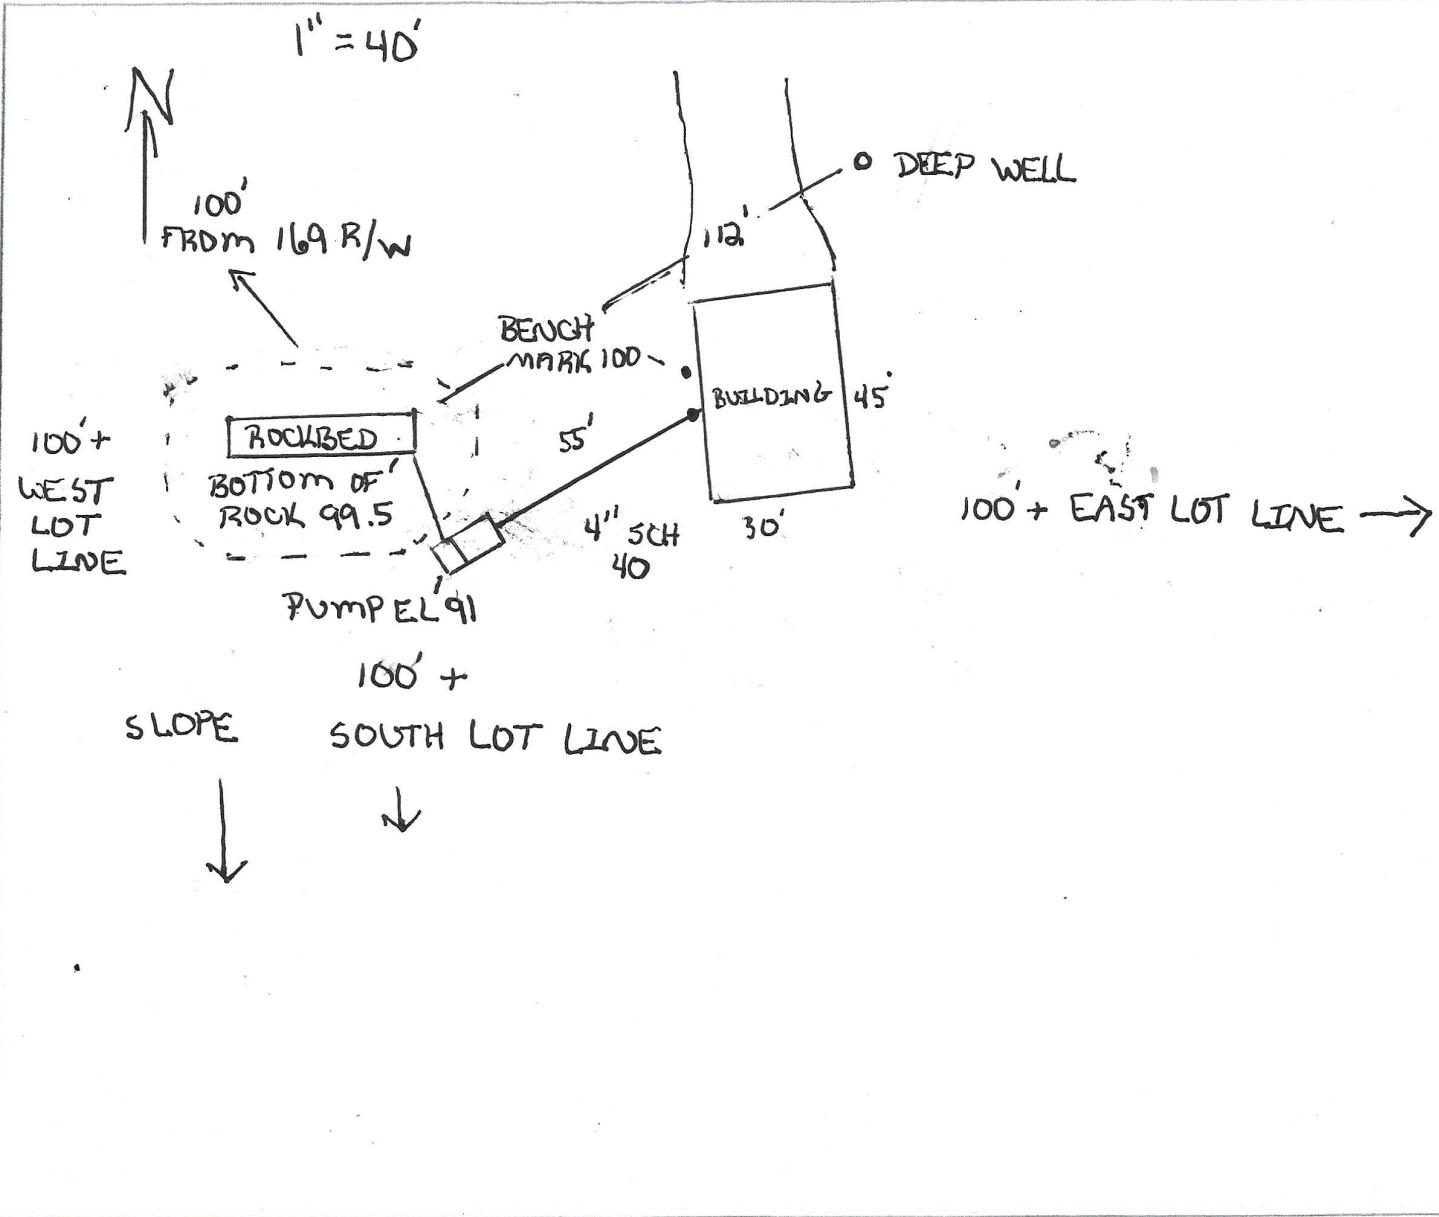 1" = 40'
N
100'
FROM 169 R/W
DEEP WELL
112'
BENCH
MARK 100
BUILDING
45'
55'
ROCKBED
100'+
WEST
LOT
LINE
BOTTOM OF'
ROCK 99.5
4" SCH
40
30'
100'+ EAST LOT LINE
PUMP EL'91
100'+
SOUTH LOT LINE
SLOPE